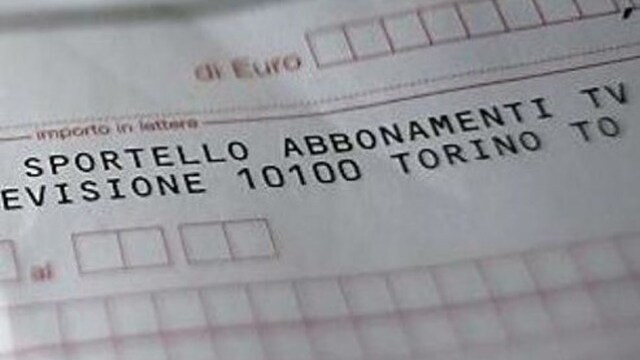 di Euro
,
importo in lettere
SPORTELLO ABBONAMENTI TV
EVISIONE 10100 TORINO TO
al